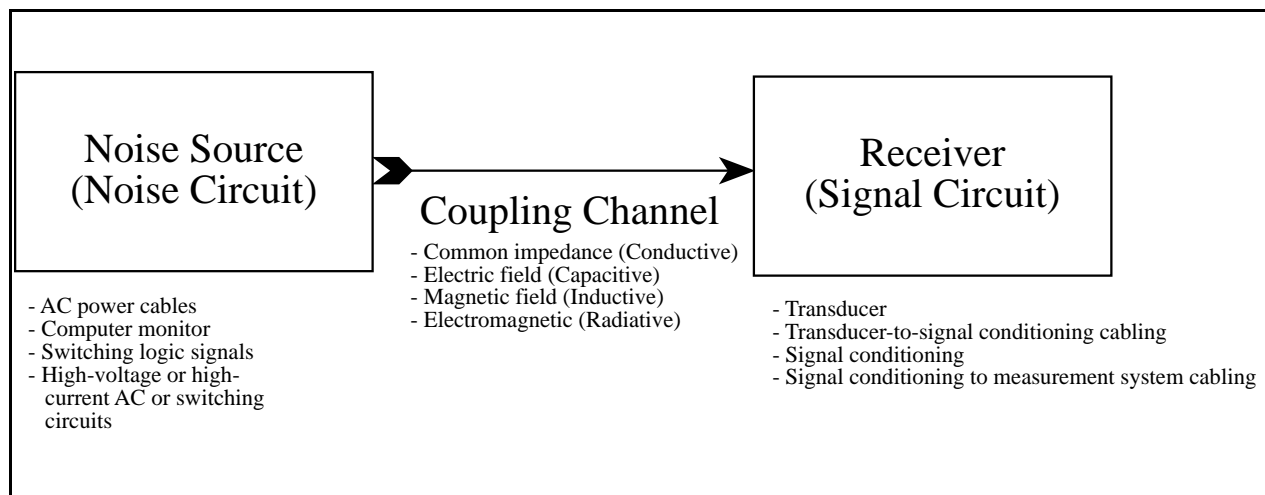 Noise Source
(Noise Circuit)
- AC power cables
- Computer monitor
- Switching logic signals
- High-voltage or high-
current AC or switching
circuits
Coupling Channel
- Common impedance (Conductive)
- Electric field (Capacitive)
- Magnetic field (Inductive)
- Electromagnetic (Radiative)
Receiver
(Signal Circuit)
- Transducer
- Transducer-to-signal conditioning cabling
- Signal conditioning
- Signal conditioning to measurement system cabling